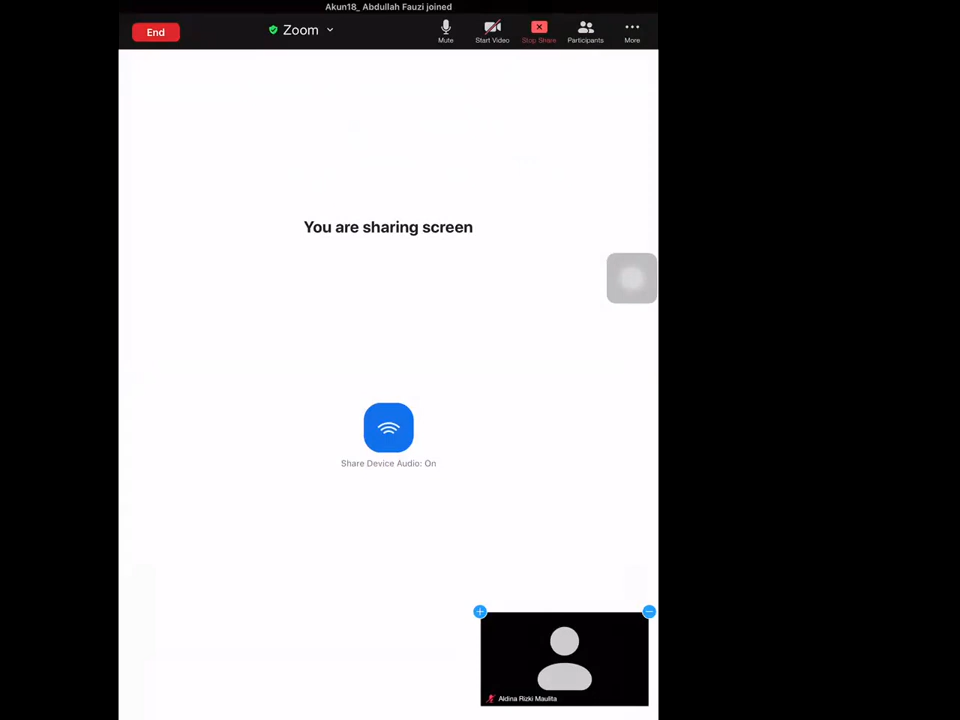 Akun18_ Abdullah Fauzi joined
End
Zoom
Mute
Start Video
Stop Share
Participants
More
You are sharing screen
Share Device Audio: On
Aldina Rizki Maulita